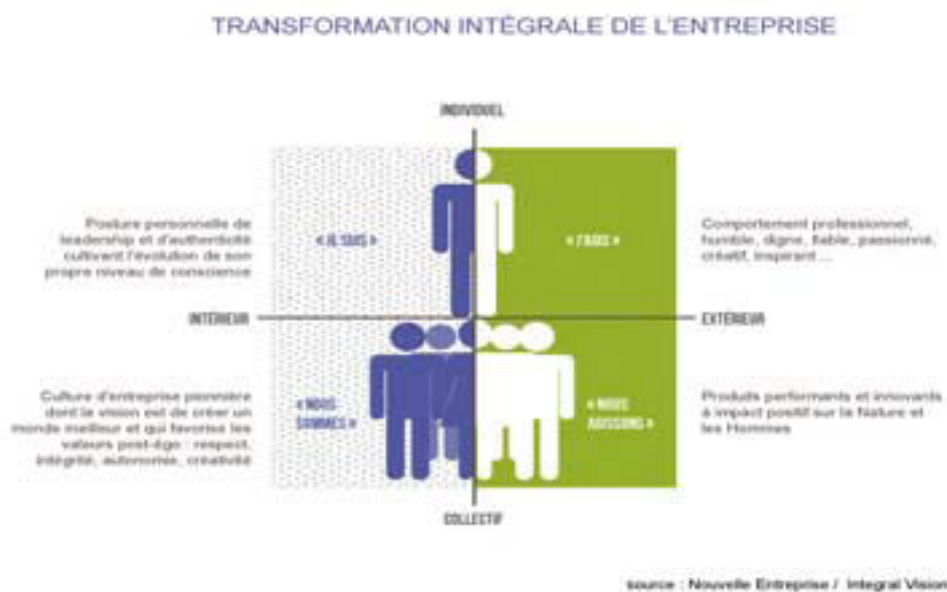 TRANSFORMATION INTÉGRALE DE L'ENTREPRISE
INDIVIDUEL
Posture personnelle de
leadership et d'authenticité
cultivant l'évolution de son
propre niveau de conscience
« JE SUIS »
« J'AGIS »
Comportement professionnel,
humble, digne, fiable, passionné,
créatif, inspirant ...
INTÉRIEUR
EXTÉRIEUR
Culture d'entreprise pionnière
dont la vision est de créer un
monde meilleur et qui favorise les
valeurs post-égo : respect,
intégrité, autonomie, créativité
« NOUS
SOMMES »
« NOUS
AGISSONS »
Produits performants et innovants
à impact positif sur la Nature et
les Hommes
COLLECTIF
source : Nouvelle Entreprise / Integral Vision